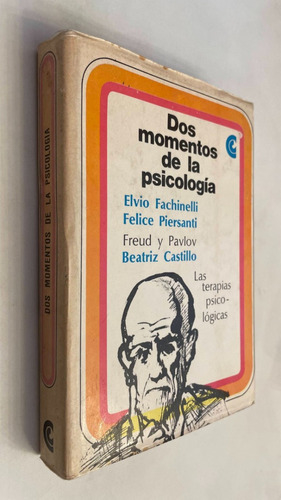 Dos
momentos
de la
psicología
Elvio Fachinelli
Felice Piersanti
Freud y Pavlov
Beatriz Castillo
Las
terapias
psico-
lógicas
DOS MOMENTOS DE LA PSICOLOGIA